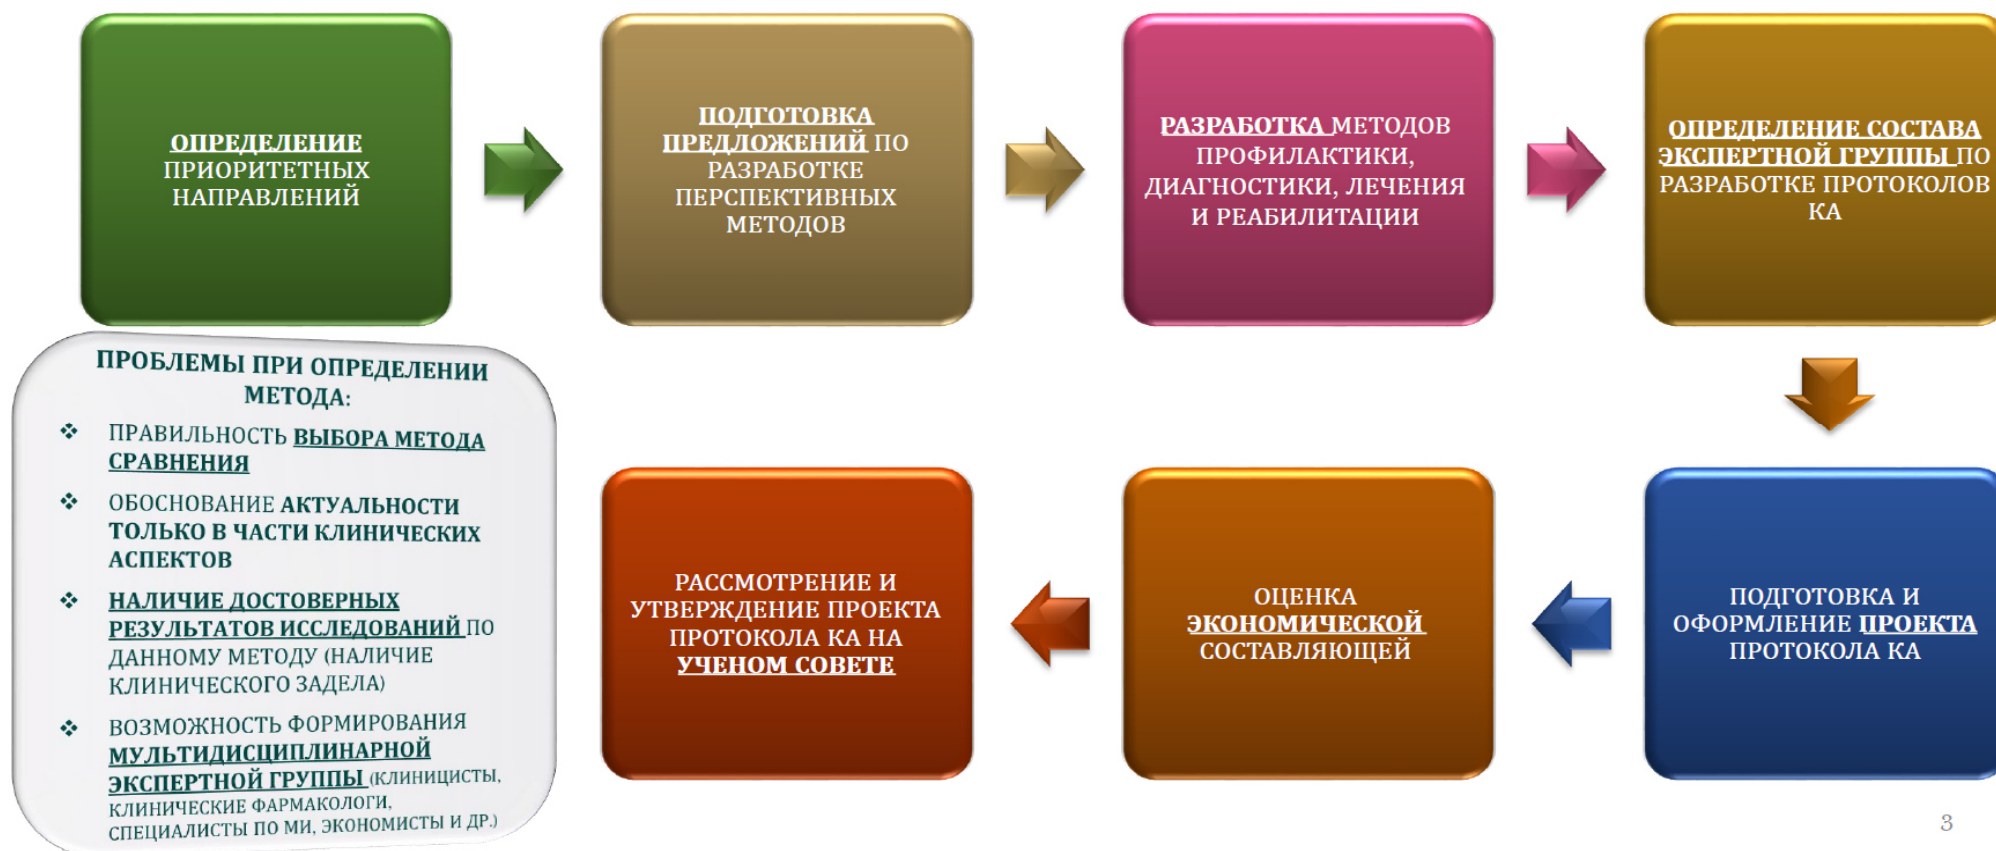 ОПРЕДЕЛЕНИЕ
ПРИОРИТЕТНЫХ
НАПРАВЛЕНИЙ
ПОДГОТОВКА
ПРЕДЛОЖЕНИЙ ПО
РАЗРАБОТКЕ
ПЕРСПЕКТИВНЫХ
МЕТОДОВ
РАЗРАБОТКА МЕТОДОВ
ПРОФИЛАКТИКИ,
ДИАГНОСТИКИ, ЛЕЧЕНИЯ
И РЕАБИЛИТАЦИИ
ОПРЕДЕЛЕНИЕ СОСТАВА
ЭКСПЕРТНОЙ ГРУППЫ ПО
РАЗРАБОТКЕ ПРОТОКОЛОВ
КА
ПОДГОТОВКА И
ОФОРМЛЕНИЕ ПРОЕКТА
ПРОТОКОЛА КА
ОЦЕНКА
ЭКОНОМИЧЕСКОЙ
СОСТАВЛЯЮЩЕЙ
РАССМОТРЕНИЕ И
УТВЕРЖДЕНИЕ ПРОЕКТА
ПРОТОКОЛА КА НА
УЧЕНОМ СОВЕТЕ
ПРОБЛЕМЫ ПРИ ОПРЕДЕЛЕНИИ
МЕТОДА:
❖ ПРАВИЛЬНОСТЬ ВЫБОРА МЕТОДА
СРАВНЕНИЯ
❖ ОБОСНОВАНИЕ АКТУАЛЬНОСТИ
ТОЛЬКО В ЧАСТИ КЛИНИЧЕСКИХ
АСПЕКТОВ
❖ НАЛИЧИЕ ДОСТОВЕРНЫХ
РЕЗУЛЬТАТОВ ИССЛЕДОВАНИЙ ПО
ДАННОМУ МЕТОДУ (НАЛИЧИЕ
КЛИНИЧЕСКОГО ЗАДЕЛА)
❖ ВОЗМОЖНОСТЬ ФОРМИРОВАНИЯ
МУЛЬТИДИСЦИПЛИНАРНОЙ
ЭКСПЕРТНОЙ ГРУППЫ (КЛИНИЦИСТЫ,
КЛИНИЧЕСКИЕ ФАРМАКОЛОГИ,
СПЕЦИАЛИСТЫ ПО МИ, ЭКОНОМИСТЫ И ДР.)
3